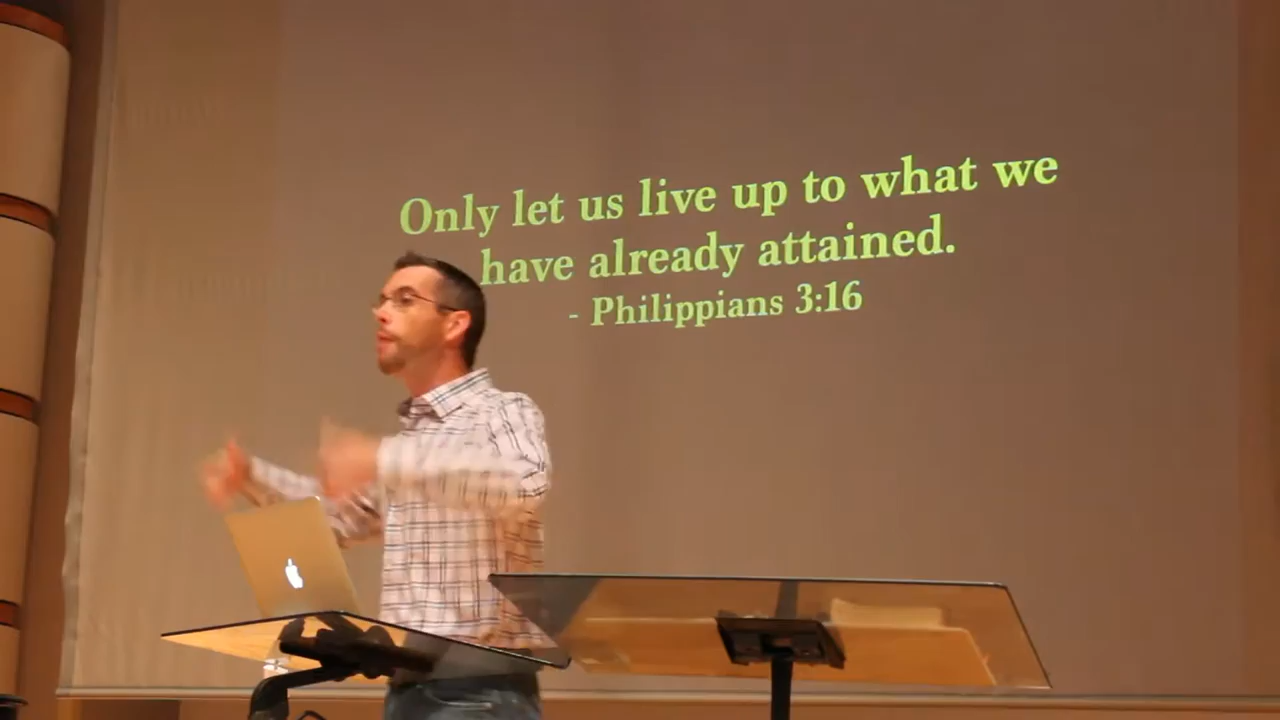 Only let us live up to what we
have already attained.
- Philippians 3:16